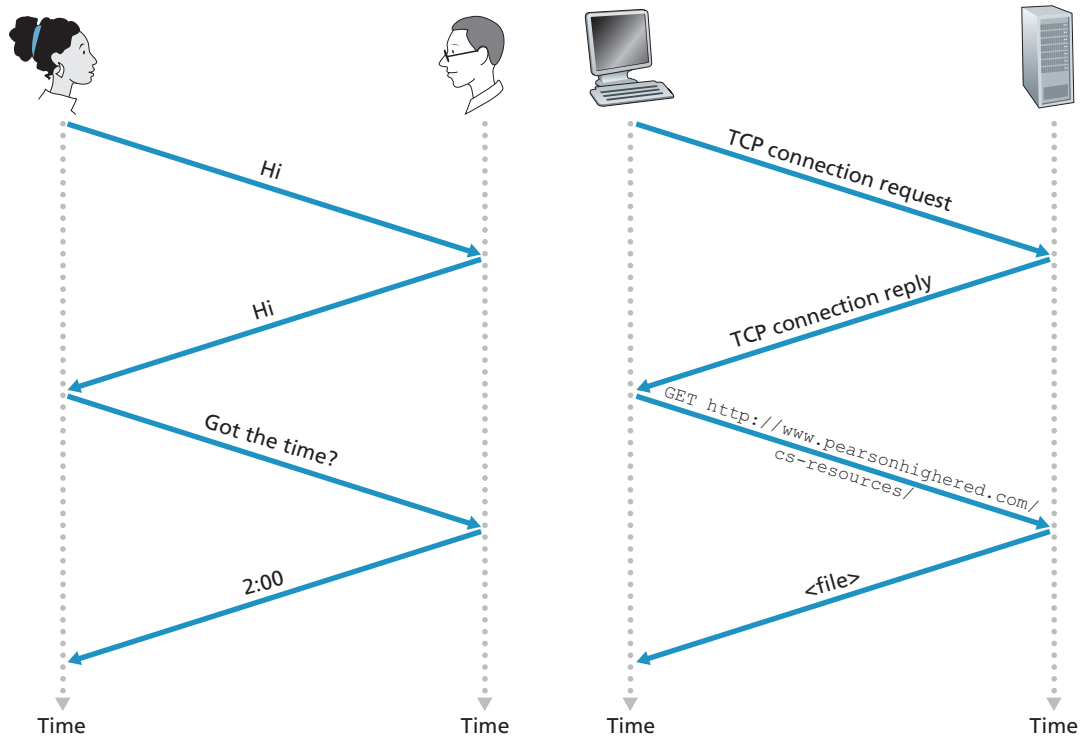 Hi
Hi
Got the time?
2:00
Time
Time
TCP connection request
TCP connection reply
GET http://www.pearsonhighered.com/
cs-resources/
<file>
Time
Time